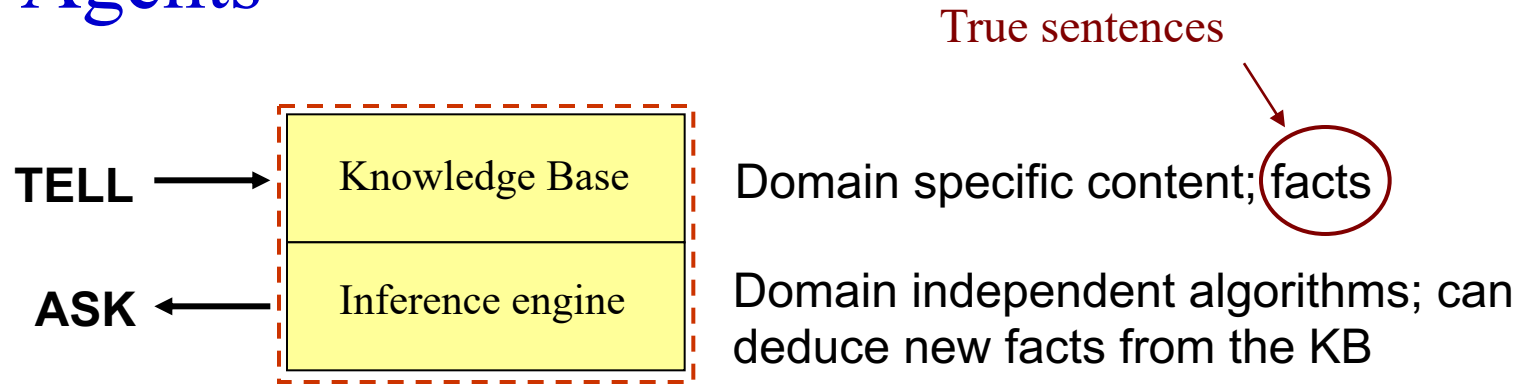 Agents
True sentences
TELL
Knowledge Base
Domain specific content; facts
ASK
Inference engine
Domain independent algorithms; can
deduce new facts from the KB